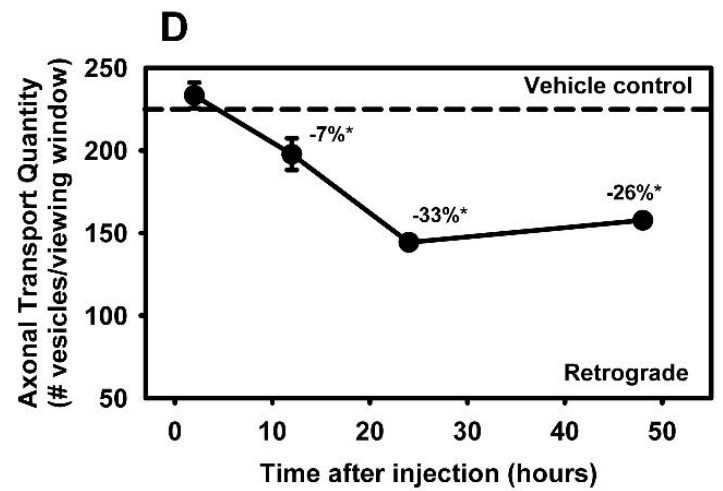 D
Axonal Transport Quantity
(# vesicles/viewing window)
250
200
150
100
50
Vehicle control
-7%*
-33%*
-26%*
Retrograde
0 10 20 30 40 50
Time after injection (hours)